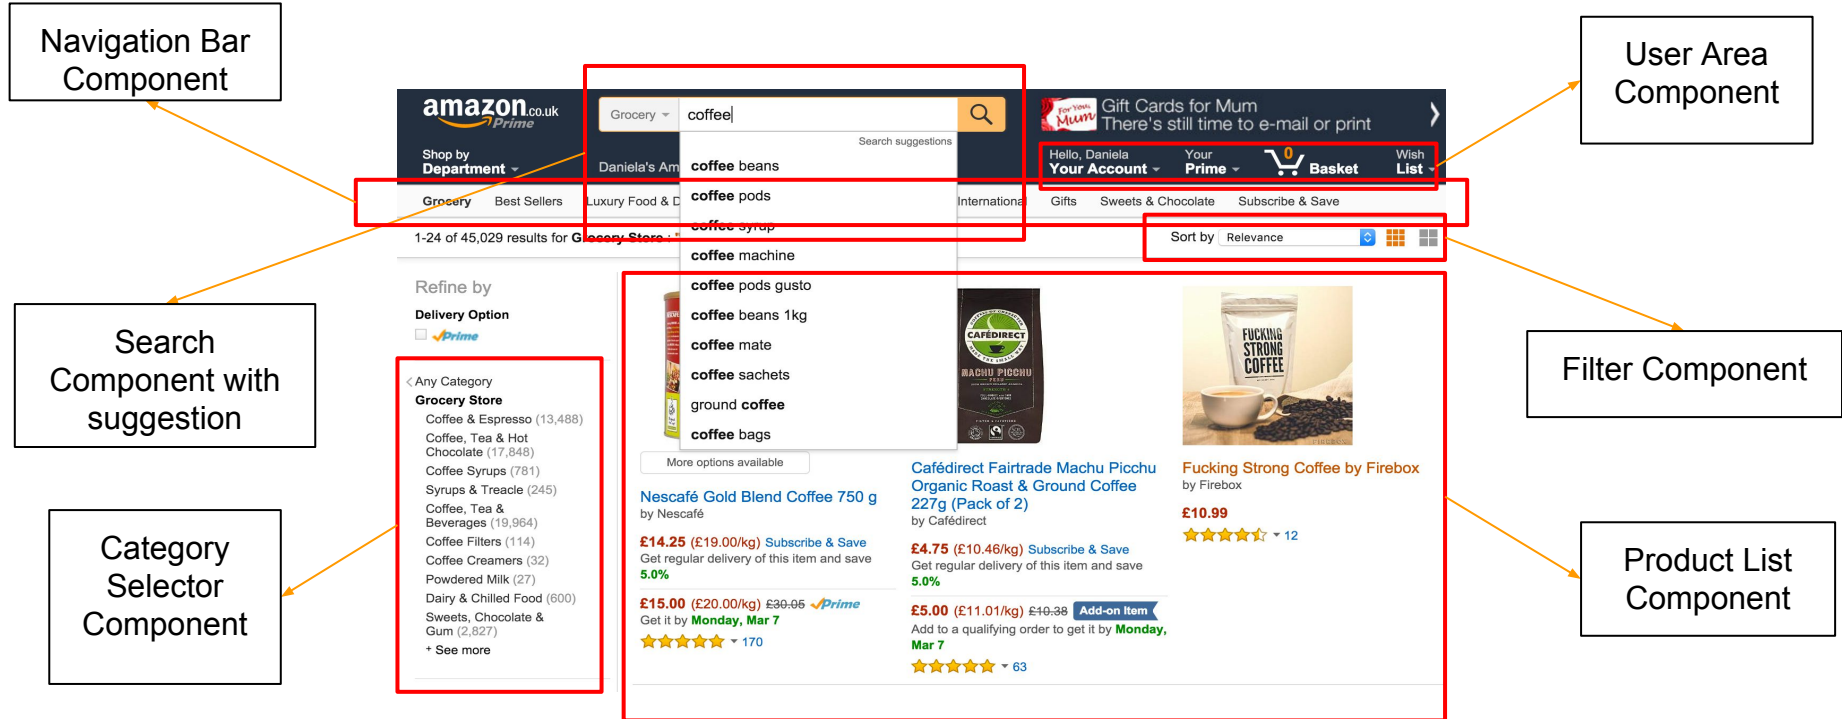 Navigation Bar
Component
User Area
Component
amazon.co.uk
Prime
Grocery
coffee
For You, Mum
Gift Cards for Mum
There's still time to e-mail or print
Search suggestions
Shop by
Department
Daniela's Am
Hello, Daniela
Your Account
Your
Prime
0
Basket
Wish
List
coffee beans
coffee pods
coffee syrup
coffee machine
coffee pods gusto
coffee beans 1kg
coffee mate
coffee sachets
ground coffee
coffee bags
Grocery Best Sellers Luxury Food & D International Gifts Sweets & Chocolate Subscribe & Save
1-24 of 45,029 results for Grocery Store : "
Sort by Relevance
Search
Component with
suggestion
Filter Component
Refine by
Delivery Option
Prime
Any Category
Grocery Store
Coffee & Espresso (13,488)
Coffee, Tea & Hot
Chocolate (17,848)
Coffee Syrups (781)
Syrups & Treacle (245)
Coffee, Tea &
Beverages (19,964)
Coffee Filters (114)
Coffee Creamers (32)
Powdered Milk (27)
Dairy & Chilled Food (600)
Sweets, Chocolate &
Gum (2,827)
+ See more
Category
Selector
Component
CAFÉDIRECT
MACHU PICCHU
PERU
FUCKING
STRONG
COFFEE
FIREBOX
More options available
Nescafé Gold Blend Coffee 750 g
by Nescafé
£14.25 (£19.00/kg) Subscribe & Save
Get regular delivery of this item and save
5.0%
£15.00 (£20.00/kg) £30.05 Prime
Get it by Monday, Mar 7
170
Cafédirect Fairtrade Machu Picchu
Organic Roast & Ground Coffee
227g (Pack of 2)
by Cafédirect
£4.75 (£10.46/kg) Subscribe & Save
Get regular delivery of this item and save
5.0%
£5.00 (£11.01/kg) £10.38 Add-on Item
Add to a qualifying order to get it by Monday,
Mar 7
63
Fucking Strong Coffee by Firebox
by Firebox
£10.99
12
Product List
Component